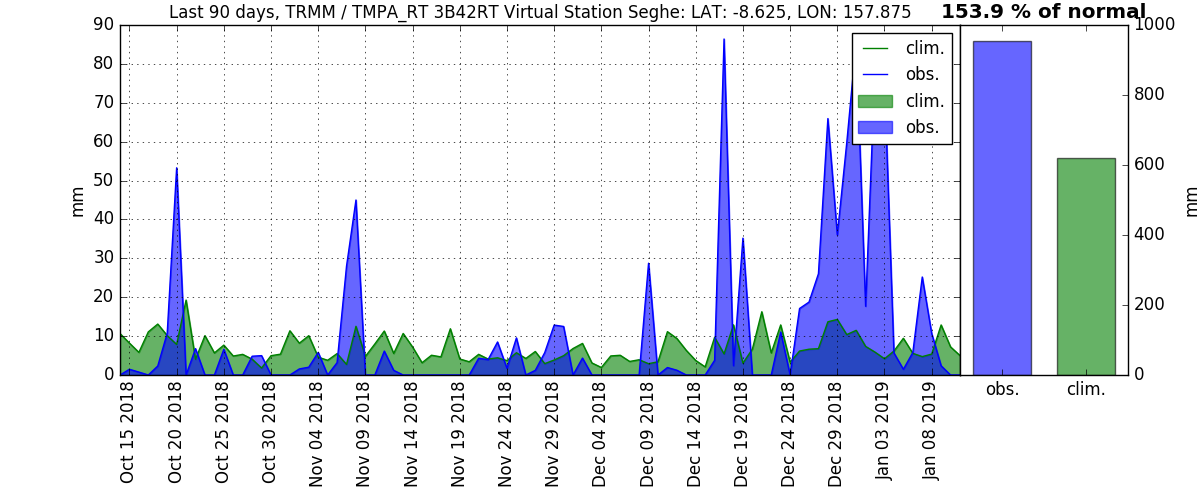 Last 90 days, TRMM / TMPA_RT 3B42RT Virtual Station Seghe: LAT: -8.625, LON: 157.875
153.9 % of normal
90
80
70
60
50
40
30
20
10
0
mm
clim.
obs.
clim.
obs.
Oct 15 2018
Oct 20 2018
Oct 25 2018
Oct 30 2018
Nov 04 2018
Nov 09 2018
Nov 14 2018
Nov 19 2018
Nov 24 2018
Nov 29 2018
Dec 04 2018
Dec 09 2018
Dec 14 2018
Dec 19 2018
Dec 24 2018
Dec 29 2018
Jan 03 2019
Jan 08 2019
1000
800
600
400
200
0
mm
obs.
clim.